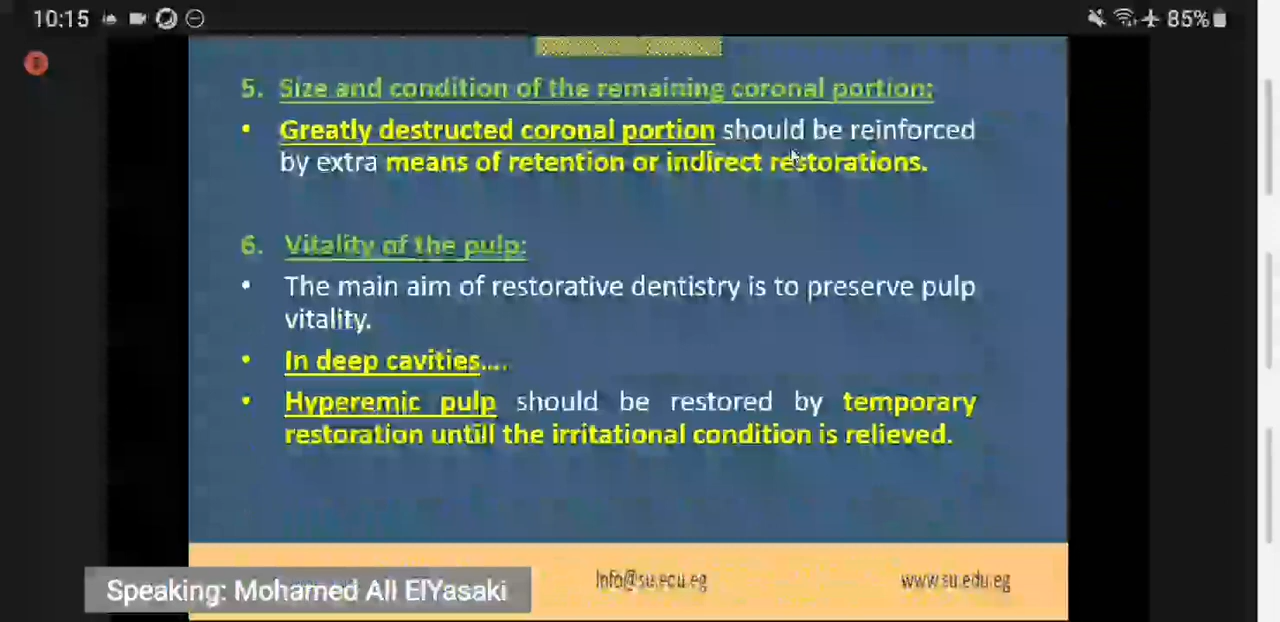 10:15
85%
5. Size and condition of the remaining coronal portion:
• Greatly destructed coronal portion should be reinforced
by extra means of retention or indirect restorations.
6. Vitality of the pulp:
• The main aim of restorative dentistry is to preserve pulp
vitality.
• In deep cavities....
• Hyperemic pulp should be restored by temporary
restoration untill the irritational condition is relieved.
Info@su.edu.eg
www.su.edu.eg
Speaking: Mohamed Ali ElYasaki